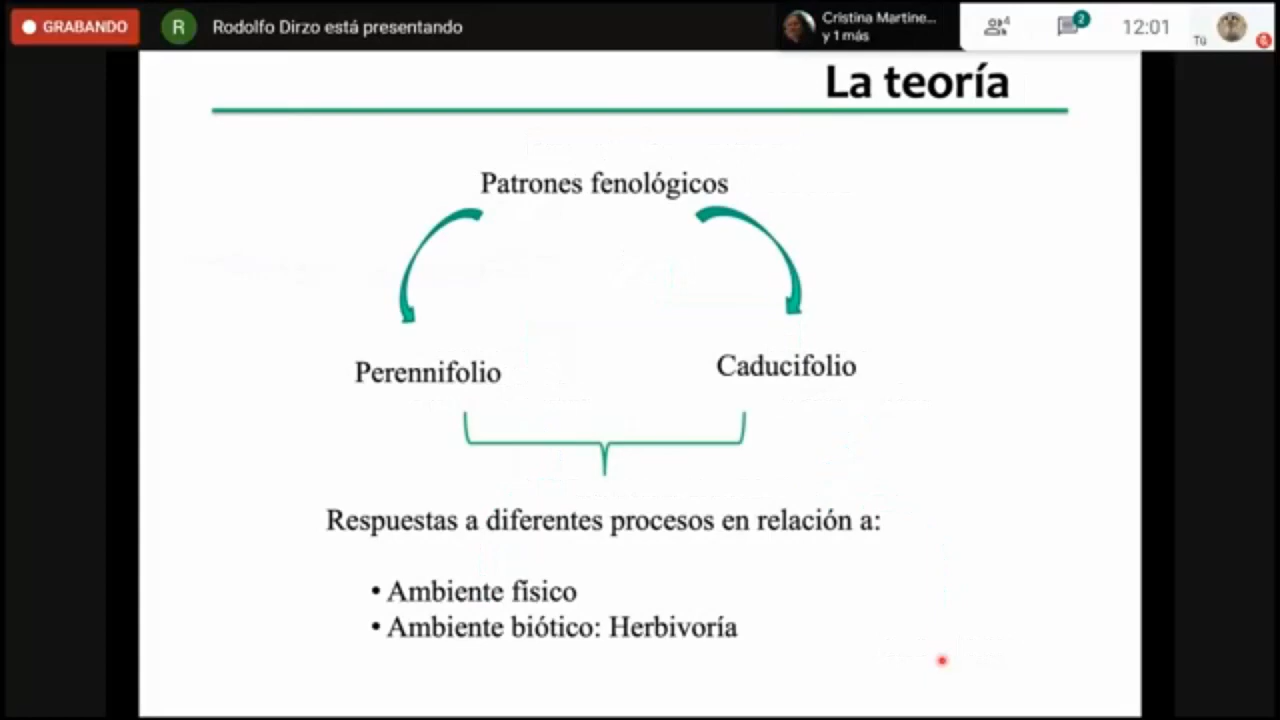 GRABANDO
R
Rodolfo Dirzo está presentando
Cristina Martine...
y 1 más
4
2
12:01
Tú
La teoría
Patrones fenológicos
Perennifolio
Caducifolio
Respuestas a diferentes procesos en relación a:
• Ambiente físico
• Ambiente biótico: Herbivoría